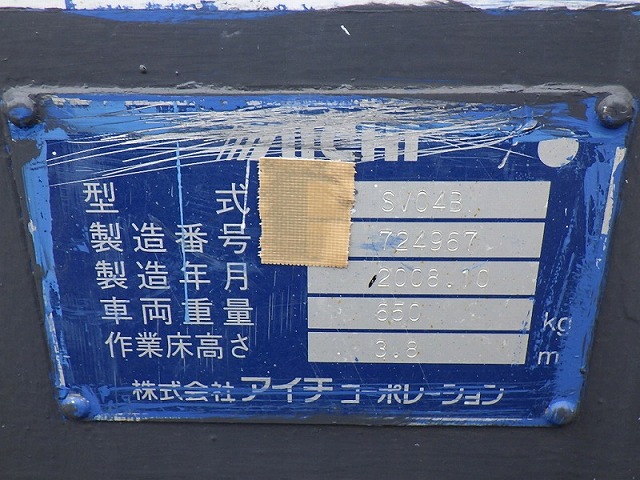 AICHI
型式 SV04B
製造番号 724967
製造年月 2008.10
車両重量 650 kg
作業床高さ 3.8 m
株式会社アイチコーポレーション